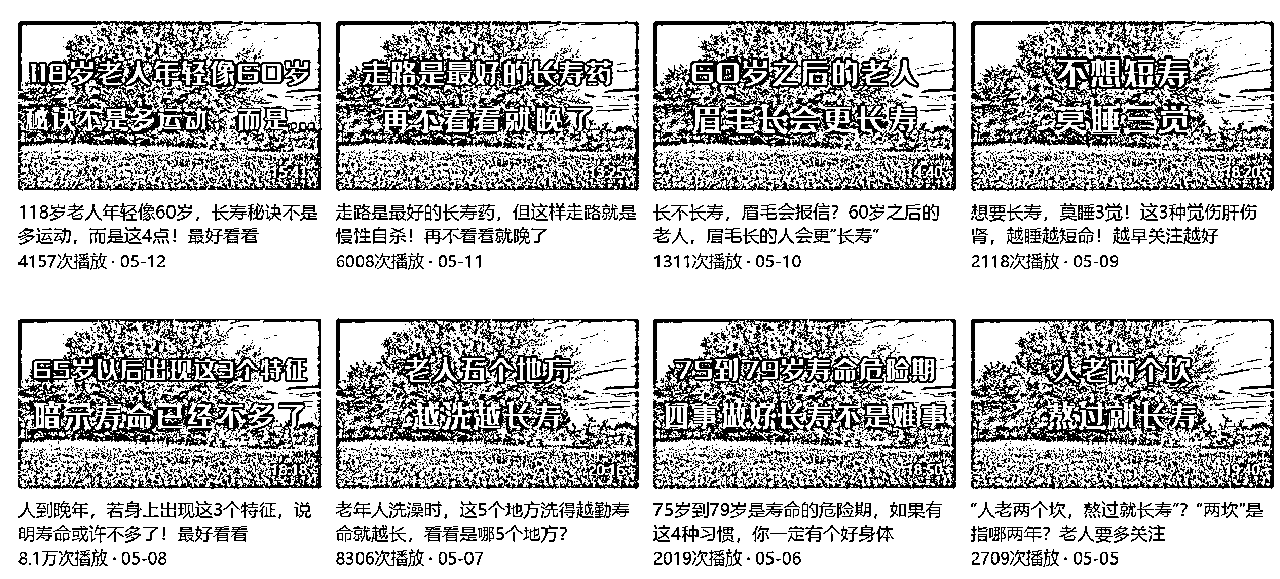 118岁老人年轻像60岁
秘诀不是多运动，而是...
15:41
118岁老人年轻像60岁，长寿秘诀不是
多运动，而是这4点！最好看看
4157次播放 · 05-12
走路是最好的长寿药
再不看看就晚了
走路是最好的长寿药，但这样走路就是
慢性自杀！再不看看就晚了
6008次播放 · 05-11
60岁之后的老人
眉毛长会更长寿
14:40
长不长寿，眉毛会报信？60岁之后的
老人，眉毛长的人会更"长寿"
1311次播放 · 05-10
不想短寿
莫睡三觉
18:20
想要长寿，莫睡3觉！这3种觉伤肝伤
肾，越睡越短命！越早关注越好
2118次播放 · 05-09
65岁以后出现这3个特征
暗示寿命已经不多了
18:18
人到晚年，若身上出现这3个特征，说
明寿命或许不多了！最好看看
8.1万次播放 · 05-08
老人五个地方
越洗越长寿
20:16
老年人洗澡时，这5个地方洗得越勤寿
命就越长，看看是哪5个地方？
8306次播放 · 05-07
75到79岁寿命危险期
四事做好长寿不是难事
18:50
75岁到79岁是寿命的危险期，如果有
这4种习惯，你一定有个好身体
2019次播放 · 05-06
人老两个坎
熬过就长寿
19:40
"人老两个坎，熬过就长寿"？"两坎"是
指哪两年？老人要多关注
2709次播放 · 05-05